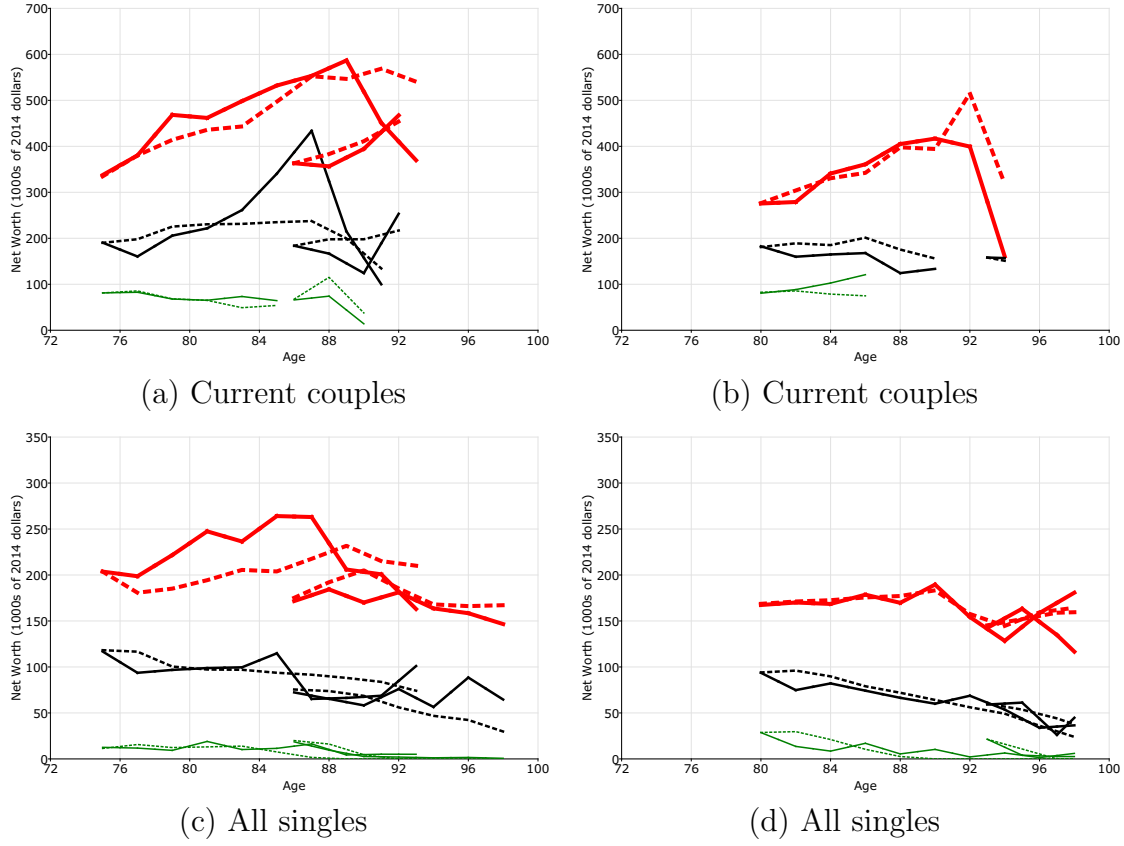 700
600
500
400
300
200
100
0
Net Worth (1000s of 2014 dollars)
72 76 80 84 88 92 96 100
Age
(a) Current couples
700
600
500
400
300
200
100
0
Net Worth (1000s of 2014 dollars)
72 76 80 84 88 92 96 100
Age
(b) Current couples
350
300
250
200
150
100
50
0
Net Worth (1000s of 2014 dollars)
72 76 80 84 88 92 96 100
Age
(c) All singles
350
300
250
200
150
100
50
0
Net Worth (1000s of 2014 dollars)
72 76 80 84 88 92 96 100
Age
(d) All singles